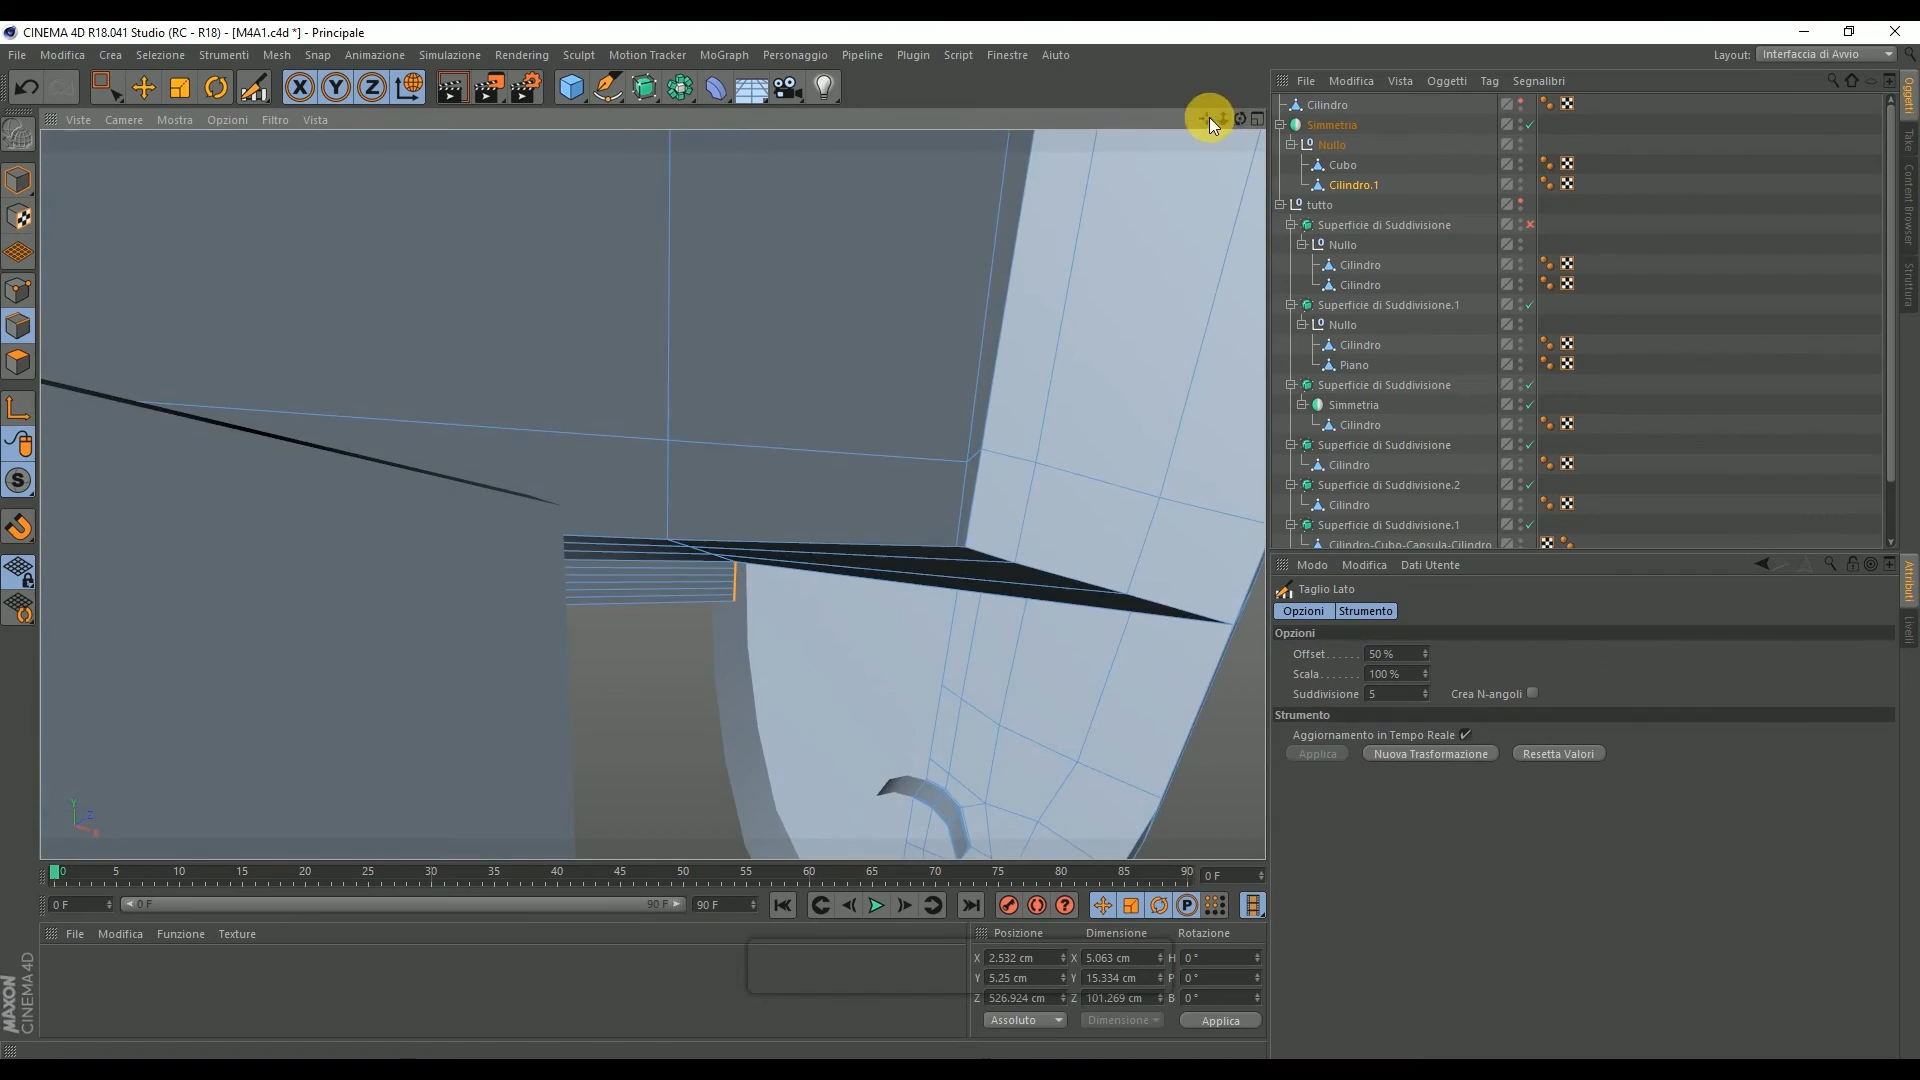 CINEMA 4D R18.041 Studio (RC - R18) - [M4A1.c4d *] - Principale
File Modifica Crea Selezione Strumenti Mesh Snap Animazione Simulazione Rendering Sculpt Motion Tracker MoGraph Personaggio Pipeline Plugin Script Finestre Aiuto
Layout: Interfaccia di Avvio
File Modifica Vista Oggetti Tag Segnalibri
Viste Camere Mostra Opzioni Filtro Vista
Cilindro
Simmetria
Nullo
Cubo
Cilindro.1
tutto
Superficie di Suddivisione
Nullo
Cilindro
Cilindro
Superficie di Suddivisione.1
Nullo
Cilindro
Piano
Superficie di Suddivisione
Simmetria
Cilindro
Superficie di Suddivisione
Cilindro
Superficie di Suddivisione.2
Cilindro
Superficie di Suddivisione.1
Cilindro-Cubo-Capsula-Cilindro
Oggetti
Take
Content Browser
Struttura
Modo Modifica Dati Utente
Taglio Lato
Opzioni Strumento
Opzioni
Offset...... 50 %
Scala....... 100 %
Suddivisione 5 Crea N-angoli
Strumento
Aggiornamento in Tempo Reale
Applica Nuova Trasformazione Resetta Valori
Attributi
Livelli
Y
Z
X
0 5 10 15 20 25 30 35 40 45 50 55 60 65 70 75 80 85 90 0 F
0 F 0 F 90 F 90 F
File Modifica Funzione Texture
Posizione Dimensione Rotazione
X 2.532 cm X 5.063 cm H 0 °
Y 5.25 cm Y 15.334 cm P 0 °
Z 526.924 cm Z 101.269 cm B 0 °
Assoluto Dimensione Applica
MAXON
CINEMA 4D